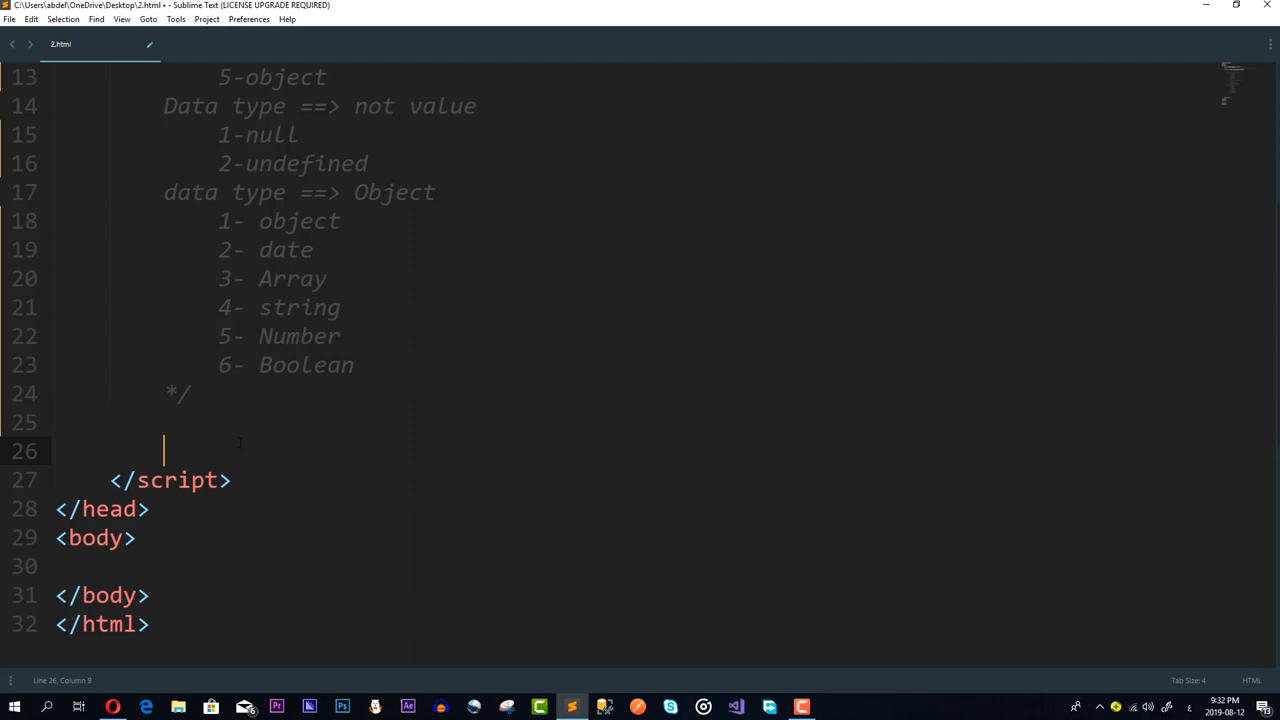 C:\Users\abdel\OneDrive\Desktop\2.html • - Sublime Text (LICENSE UPGRADE REQUIRED)
File Edit Selection Find View Goto Tools Project Preferences Help
2.html
13 5-object
14 Data type ==> not value
15 1-null
16 2-undefined
17 data type ==> Object
18 1- object
19 2- date
20 3- Array
21 4- string
22 5- Number
23 6- Boolean
24 */
25
26
27 </script>
28 </head>
29 <body>
30
31 </body>
32 </html>
Line 26, Column 9 Tab Size: 4 HTML
9:32 PM
2019-08-12